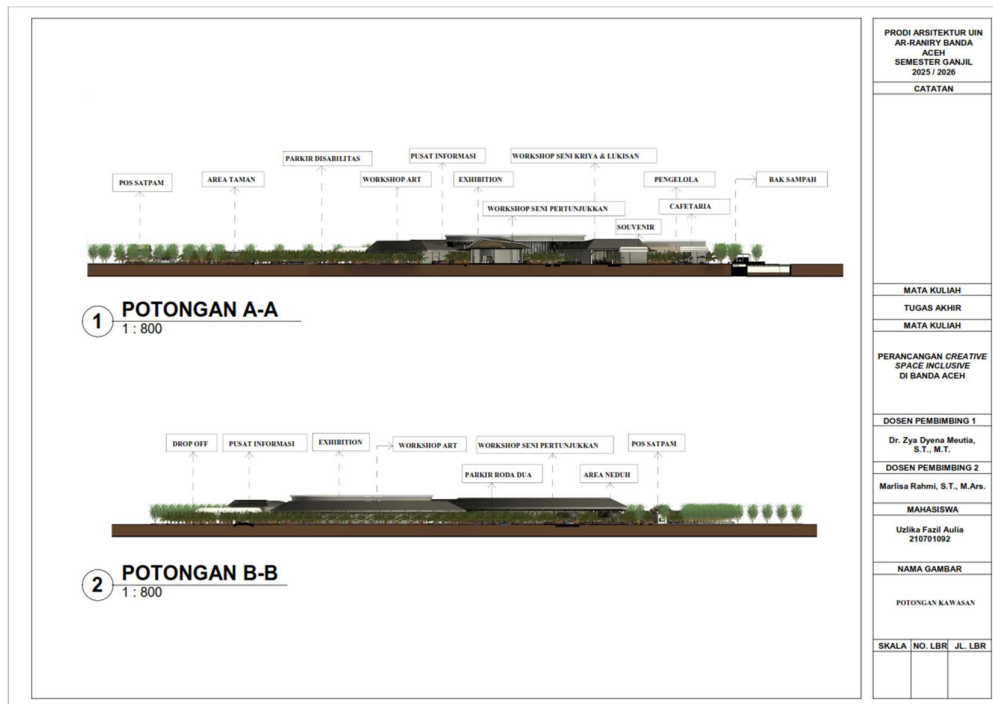 PARKIR DISABILITAS
PUSAT INFORMASI
WORKSHOP SENI KRIYA & LUKISAN
POS SATPAM
AREA TAMAN
WORKSHOP ART
EXHIBITION
PENGELOLA
BAK SAMPAH
WORKSHOP SENI PERTUNJUKKAN
CAFETARIA
SOUVENIR
1
POTONGAN A-A
1 : 800
DROP OFF
PUSAT INFORMASI
EXHIBITION
WORKSHOP ART
WORKSHOP SENI PERTUNJUKKAN
POS SATPAM
PARKIR RODA DUA
AREA NEDUH
2
POTONGAN B-B
1 : 800
PRODI ARSITEKTUR UIN
AR-RANIRY BANDA
ACEH
SEMESTER GANJIL
2025 / 2026
CATATAN
MATA KULIAH
TUGAS AKHIR
MATA KULIAH
PERANCANGAN CREATIVE
SPACE INCLUSIVE
DI BANDA ACEH
DOSEN PEMBIMBING 1
Dr. Zya Dyena Meutia,
S.T., M.T.
DOSEN PEMBIMBING 2
Marlisa Rahmi, S.T., M.Ars.
MAHASISWA
Uzlika Fazil Aulia
210701092
NAMA GAMBAR
POTONGAN KAWASAN
SKALA NO. LBR JL. LBR